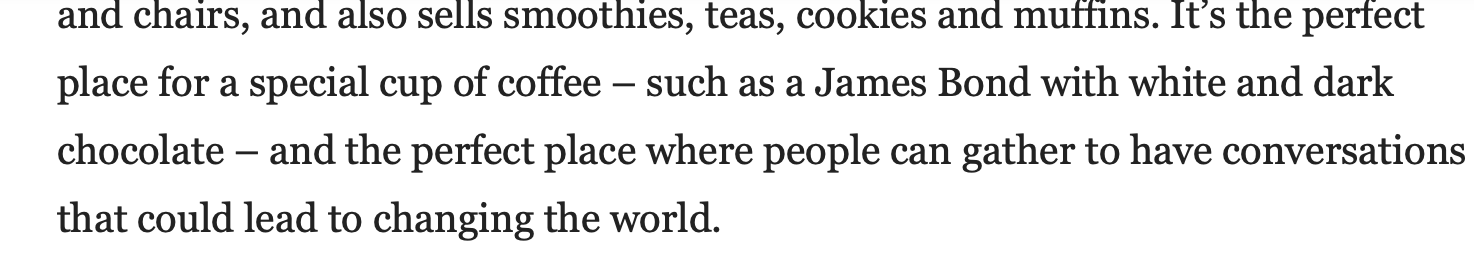 and chairs, and also sells smoothies, teas, cookies and muffins. It’s the perfect
place for a special cup of coffee – such as a James Bond with white and dark
chocolate – and the perfect place where people can gather to have conversations
that could lead to changing the world.